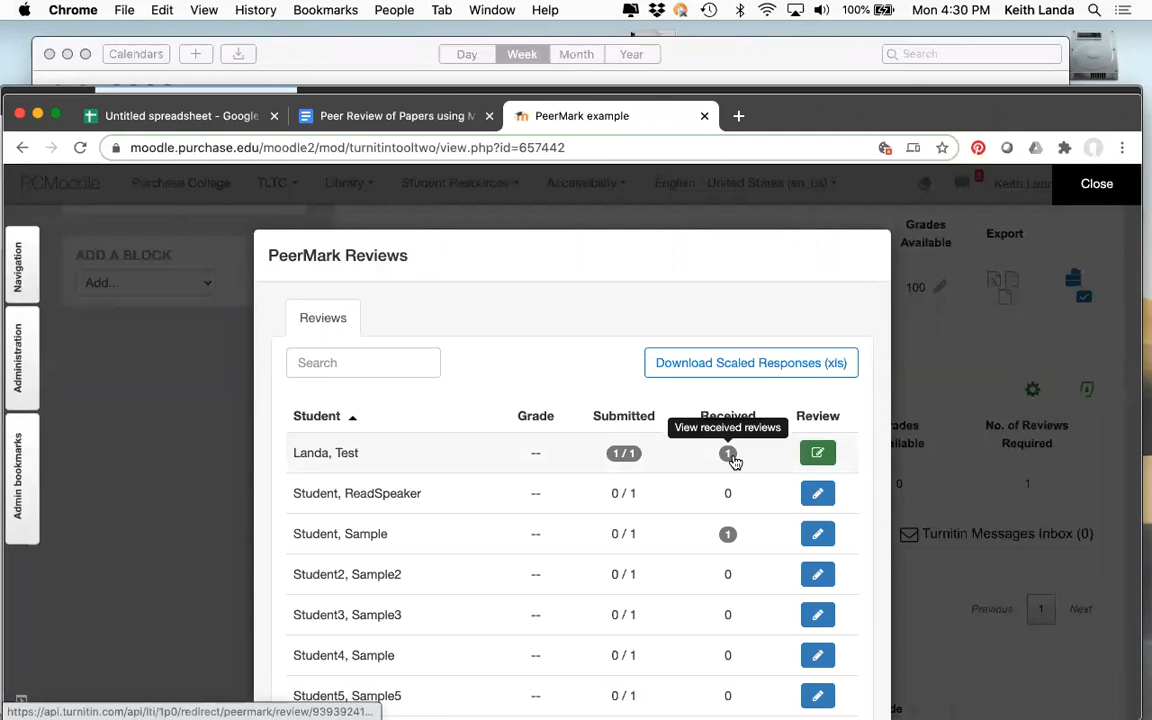 Chrome File Edit View History Bookmarks People Tab Window Help 100% Mon 4:30 PM Keith Landa
Calendars + Day Week Month Year Search
Untitled spreadsheet - Google Peer Review of Papers using M PeerMark example
moodle.purchase.edu/moodle2/mod/turnitintooltwo/view.php?id=657442
PCMoodle Purchase College TLTC Library Student Resources Accessibility English - United States (en_us) 1 Keith Landa Close
Navigation
Administration
Admin bookmarks
ADD A BLOCK
Add...
Grades Available Export
100
PeerMark Reviews
Reviews
Search Download Scaled Responses (xls)
Student Grade Submitted Received Review
View received reviews
Landa, Test -- 1 / 1 1
Student, ReadSpeaker -- 0 / 1 0
Student, Sample -- 0 / 1 1
Student2, Sample2 -- 0 / 1 0
Student3, Sample3 -- 0 / 1 0
Student4, Sample -- 0 / 1 0
Student5, Sample5 -- 0 / 1 0
No. of Reviews
Required
0 1
Turnitin Messages Inbox (0)
Previous 1 Next
https://api.turnitin.com/api/lti/1p0/redirect/peermark/review/93939241...